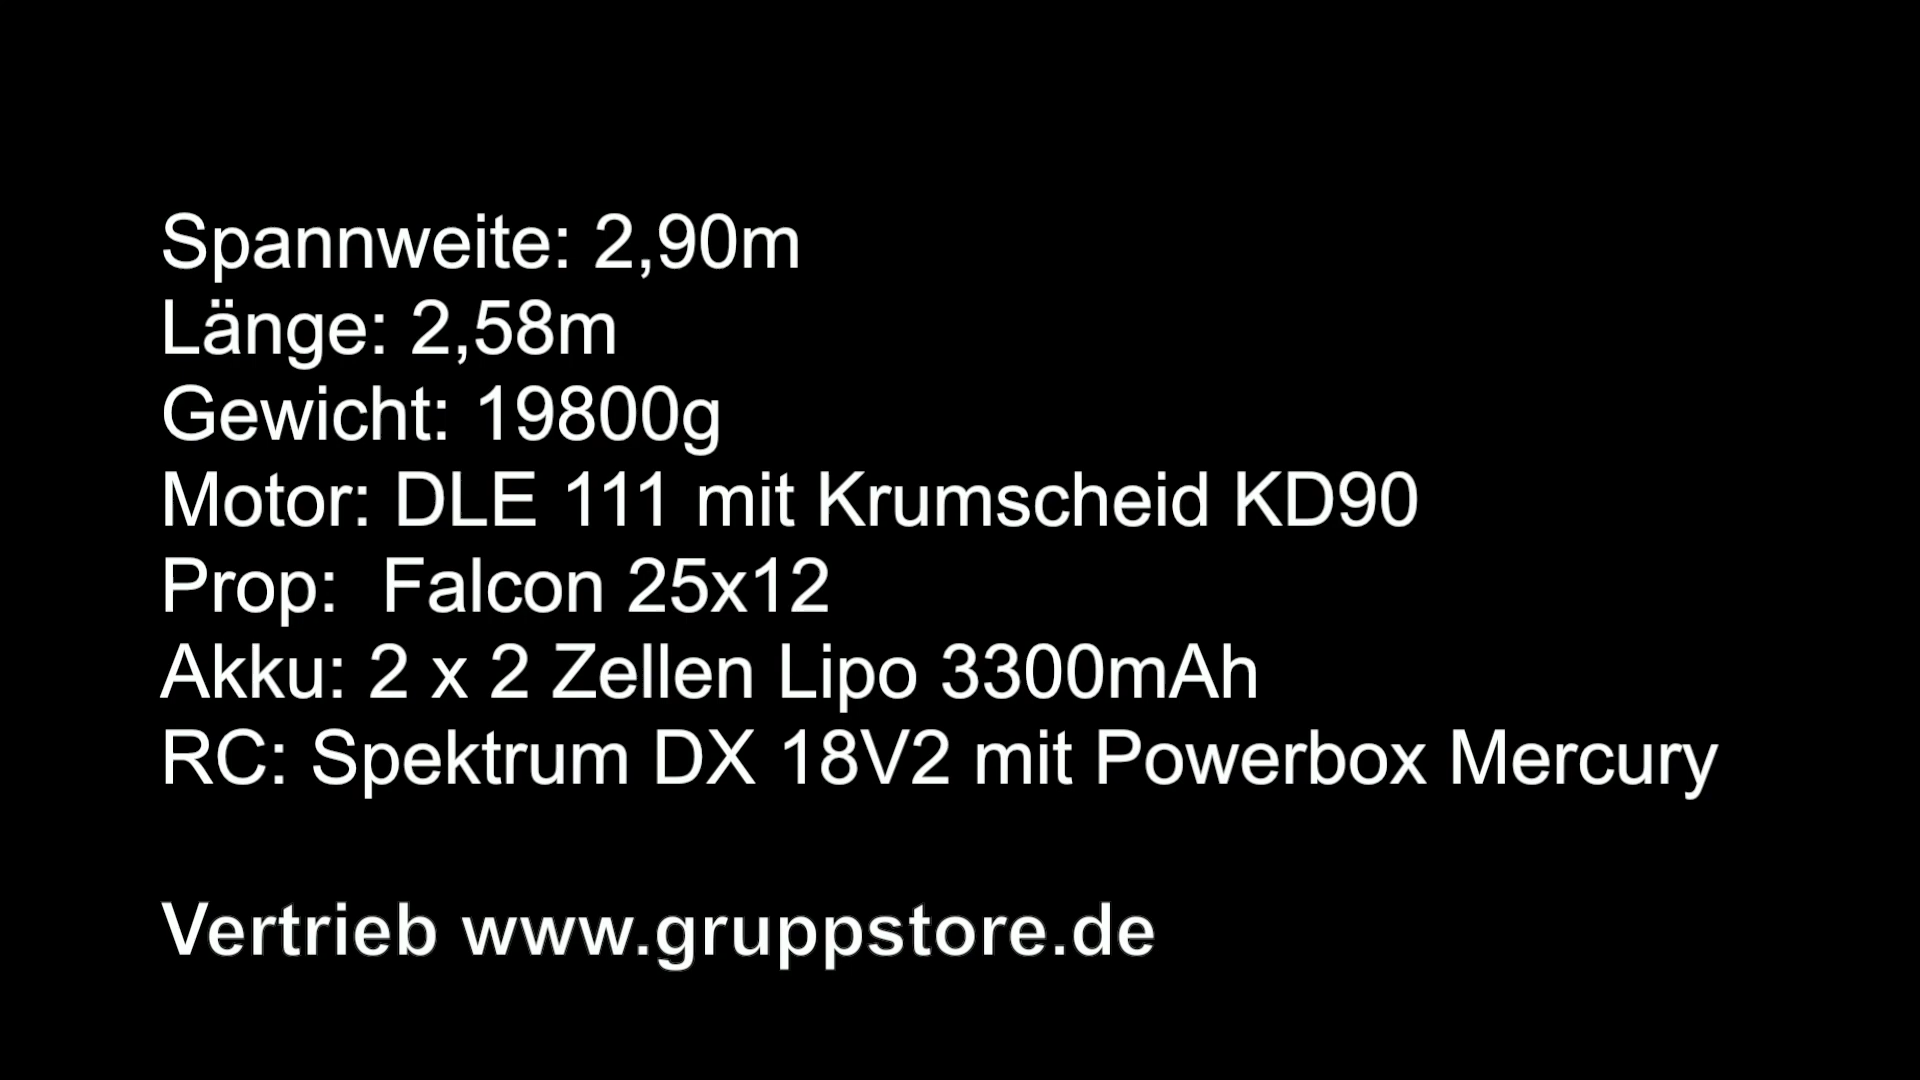 Spannweite: 2,90m
Länge: 2,58m
Gewicht: 19800g
Motor: DLE 111 mit Krumscheid KD90
Prop:  Falcon 25x12
Akku: 2 x 2 Zellen Lipo 3300mAh
RC: Spektrum DX 18V2 mit Powerbox Mercury
Vertrieb www.gruppstore.de